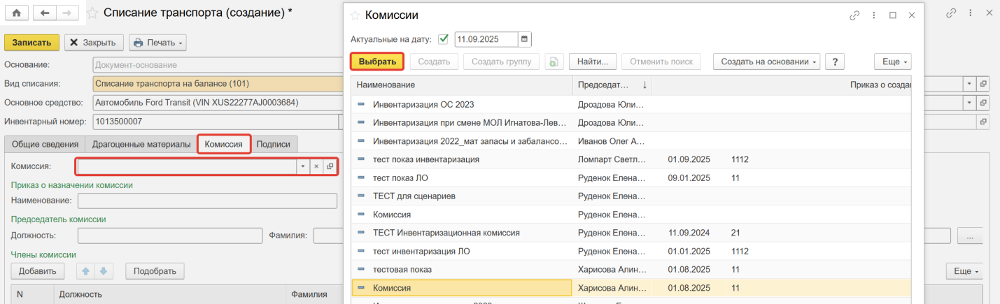 Списание транспорта (создание) *
Записать
Закрыть
Печать
Основание:
Документ-основание
Вид списания:
Списание транспорта на балансе (101)
Основное средство:
Автомобиль Ford Transit (VIN XUS22277AJ0003684)
Инвентарный номер:
1013500007
Общие сведения
Драгоценные материалы
Комиссия
Подписи
Комиссия:
Приказ о назначении комиссии
Наименование:
Председатель комиссии
Должность:
Фамилия:
...
Члены комиссии
Добавить
Подобрать
Еще
N Должность Фамилия
Комиссии
Актуальные на дату: 11.09.2025
Выбрать
Создать
Создать группу
Найти...
Отменить поиск
Создать на основании
?
Еще
Наименование Председат... ↓ Приказ о созда
Инвентаризация ОС 2023 Дроздова Юли...
Инвентаризация при смене МОЛ Игнатова-Лев... Дроздова Юли...
Инвентаризация 2022_мат запасы и забалансо... Иванов Олег А...
тест показ инвентаризация Ломпарт Светл... 01.09.2025 1112
тест показ ЛО Руденок Елена... 09.01.2025 11
ТЕСТ для сценариев Руденок Елена...
Комиссия Руденок Елена...
ТЕСТ Инвентаризационная комиссия Руденок Елена... 11.09.2024 21
тест инвентаризация ЛО Руденок Елена... 01.01.2025 1112
тестовая показ Харисова Алин... 01.08.2025 11
Комиссия Харисова Алин... 01.08.2025 11